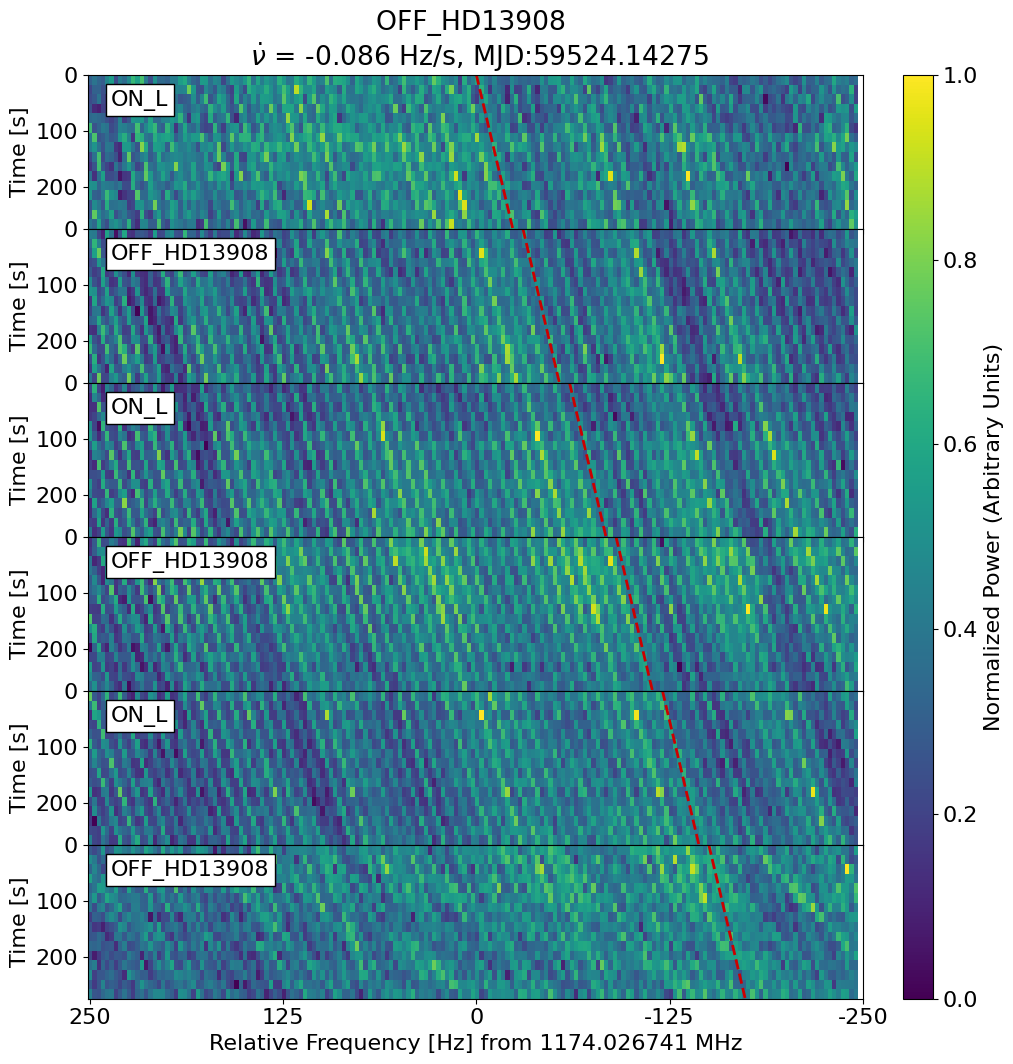 OFF_HD13908
ν̇ = -0.086 Hz/s, MJD:59524.14275
0
ON_L
100
200
Time [s]
0
OFF_HD13908
100
200
Time [s]
0
ON_L
100
200
Time [s]
0
OFF_HD13908
100
200
Time [s]
0
ON_L
100
200
Time [s]
0
OFF_HD13908
100
200
Time [s]
250 125 0 -125 -250
Relative Frequency [Hz] from 1174.026741 MHz
1.0
0.8
0.6
0.4
0.2
0.0
Normalized Power (Arbitrary Units)